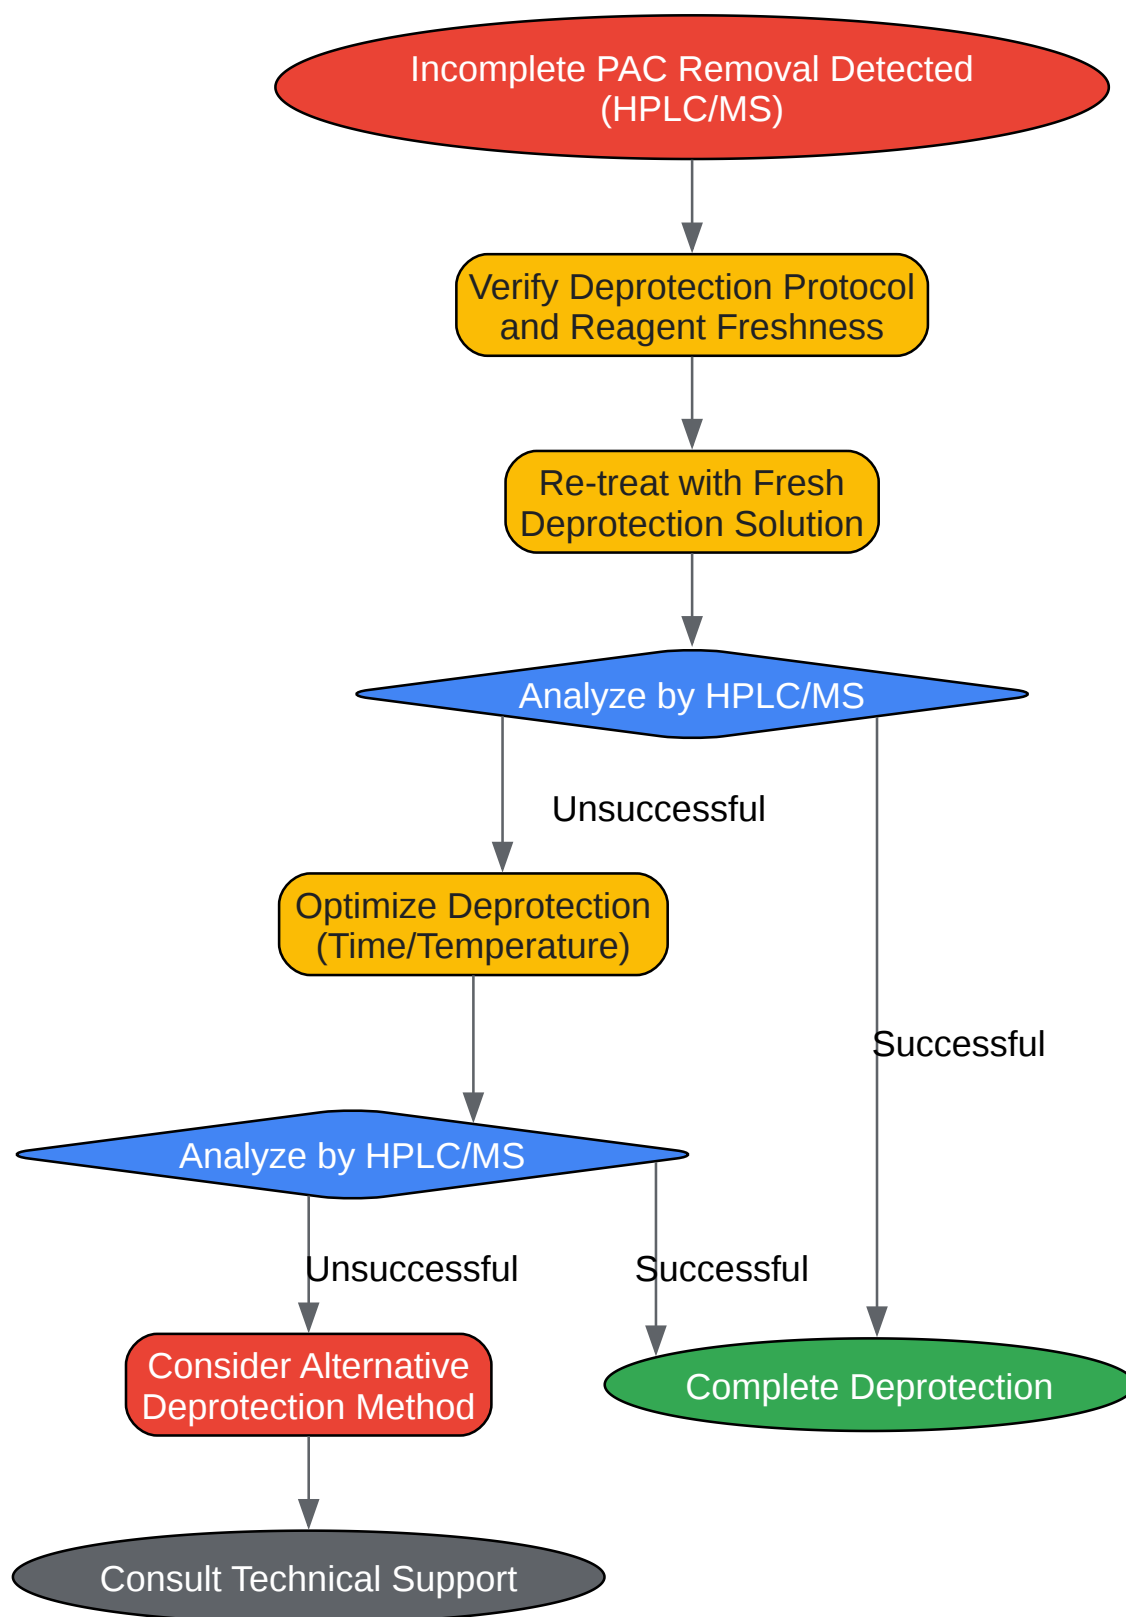 Incomplete PAC Removal Detected
(HPLC/MS)
Verify Deprotection Protocol
and Reagent Freshness
Re-treat with Fresh
Deprotection Solution
Analyze by HPLC/MS
Unsuccessful
Optimize Deprotection
(Time/Temperature)
Successful
Analyze by HPLC/MS
Unsuccessful
Successful
Consider Alternative
Deprotection Method
Complete Deprotection
Consult Technical Support